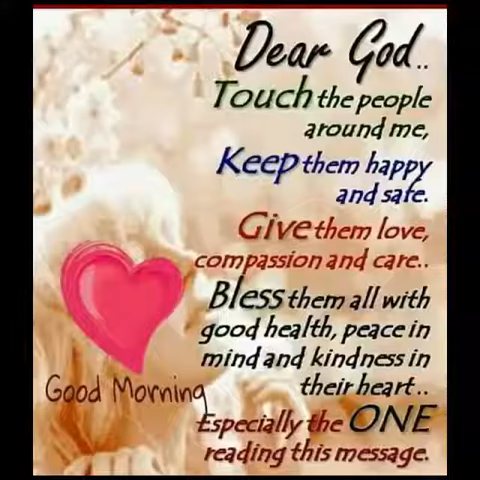 Dear God..
Touch the people
around me,
Keep them happy
and safe.
Give them love,
compassion and care..
Bless them all with
good health, peace in
mind and kindness in
their heart..
Good Morning
Especially the ONE
reading this message.